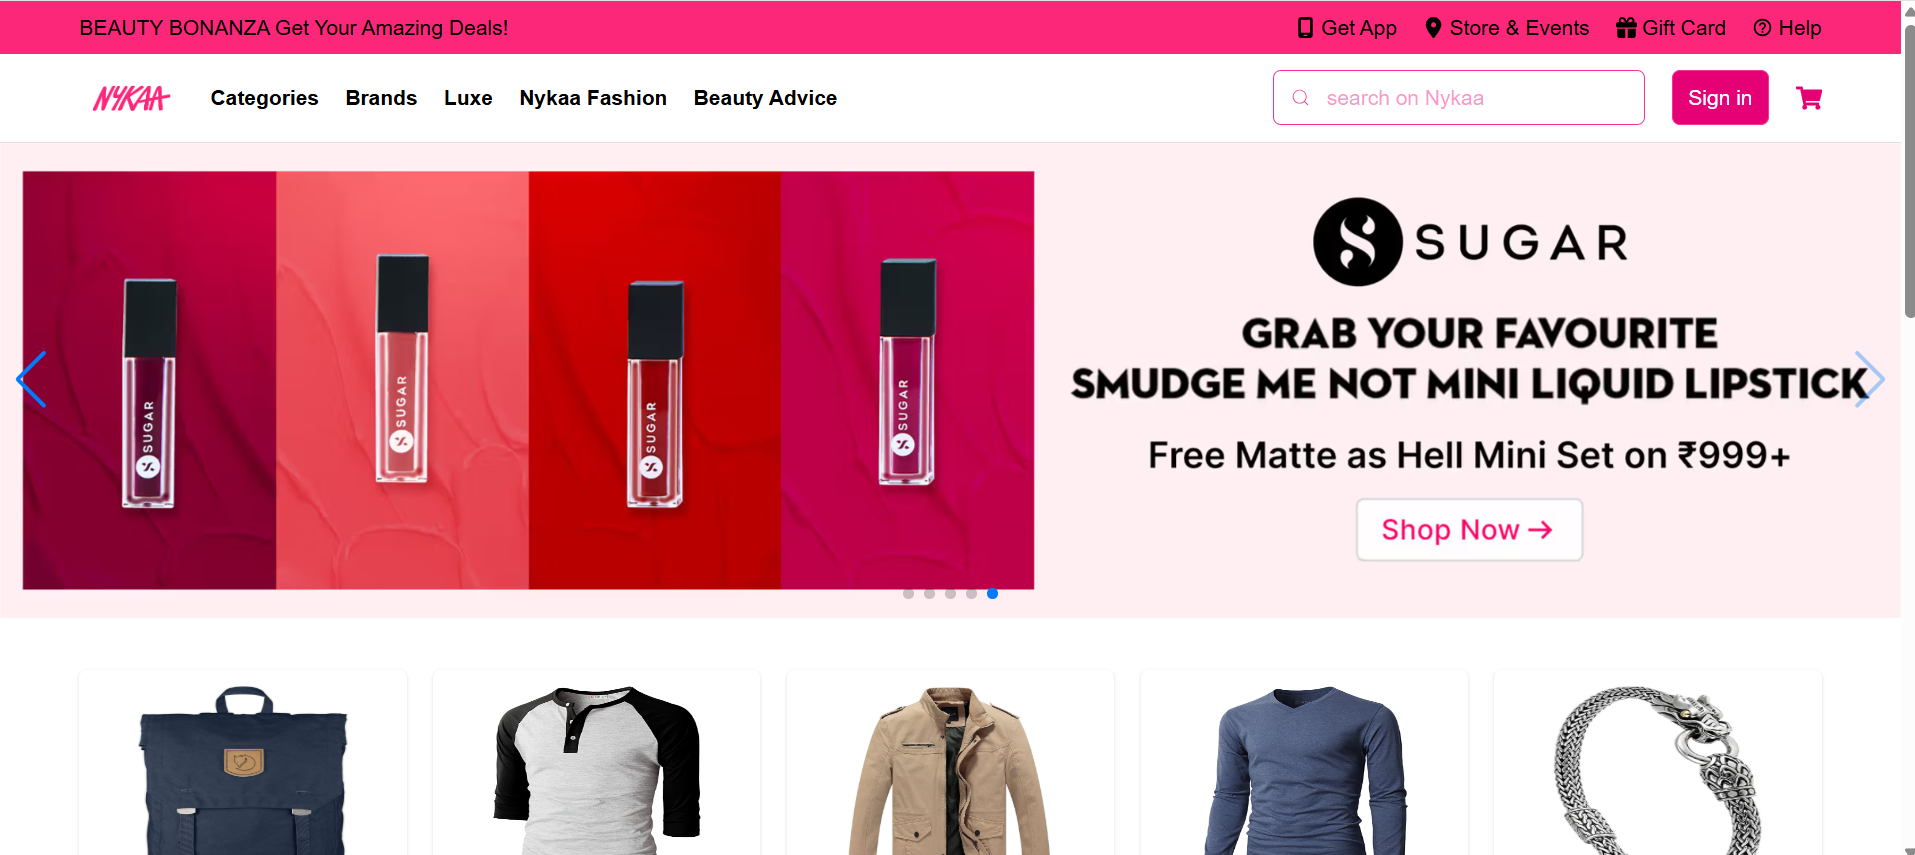 BEAUTY BONANZA Get Your Amazing Deals!
Get App
Store & Events
Gift Card
Help
NYKAA
Categories
Brands
Luxe
Nykaa Fashion
Beauty Advice
search on Nykaa
Sign in
SUGAR
SUGAR
SUGAR
SUGAR
SUGAR
GRAB YOUR FAVOURITE
SMUDGE ME NOT MINI LIQUID LIPSTICK
Free Matte as Hell Mini Set on ₹999+
Shop Now →